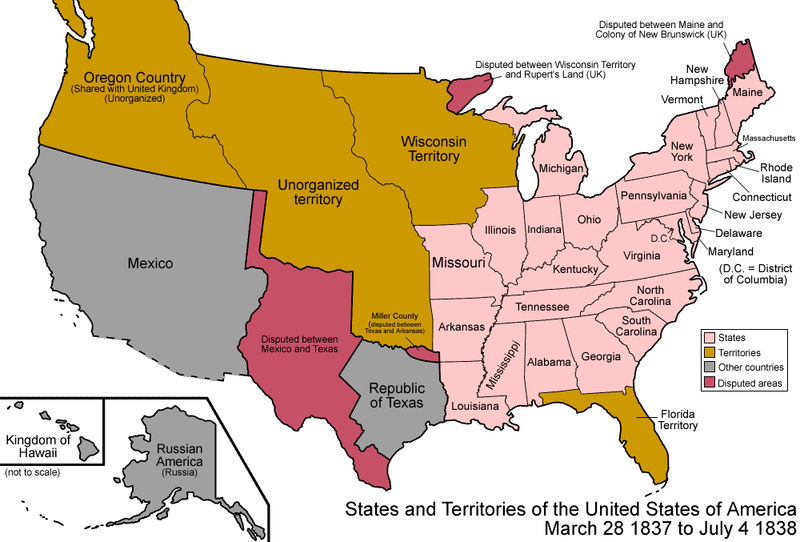 Disputed between Maine and
Colony of New Brunswick (UK)
Disputed between Wisconsin Territory
and Rupert's Land (UK)
Oregon Country
(Shared with United Kingdom)
(Unorganized)
Unorganized
territory
Wisconsin
Territory
Michigan
New
Hampshire
Vermont
Maine
New
York
Massachusetts
Rhode
Island
Connecticut
New Jersey
Delaware
Maryland
(D.C. = District
of Columbia)
D.C.
Pennsylvania
Ohio
Indiana
Illinois
Missouri
Kentucky
Virginia
North
Carolina
Tennessee
South
Carolina
Arkansas
Mississippi
Alabama
Georgia
Louisiana
Florida
Territory
Mexico
Miller County
(disputed between
Texas and Arkansas)
Disputed between
Mexico and Texas
Republic
of Texas
States
Territories
Other countries
Disputed areas
Kingdom of
Hawaii
(not to scale)
Russian
America
(Russia)
States and Territories of the United States of America
March 28 1837 to July 4 1838